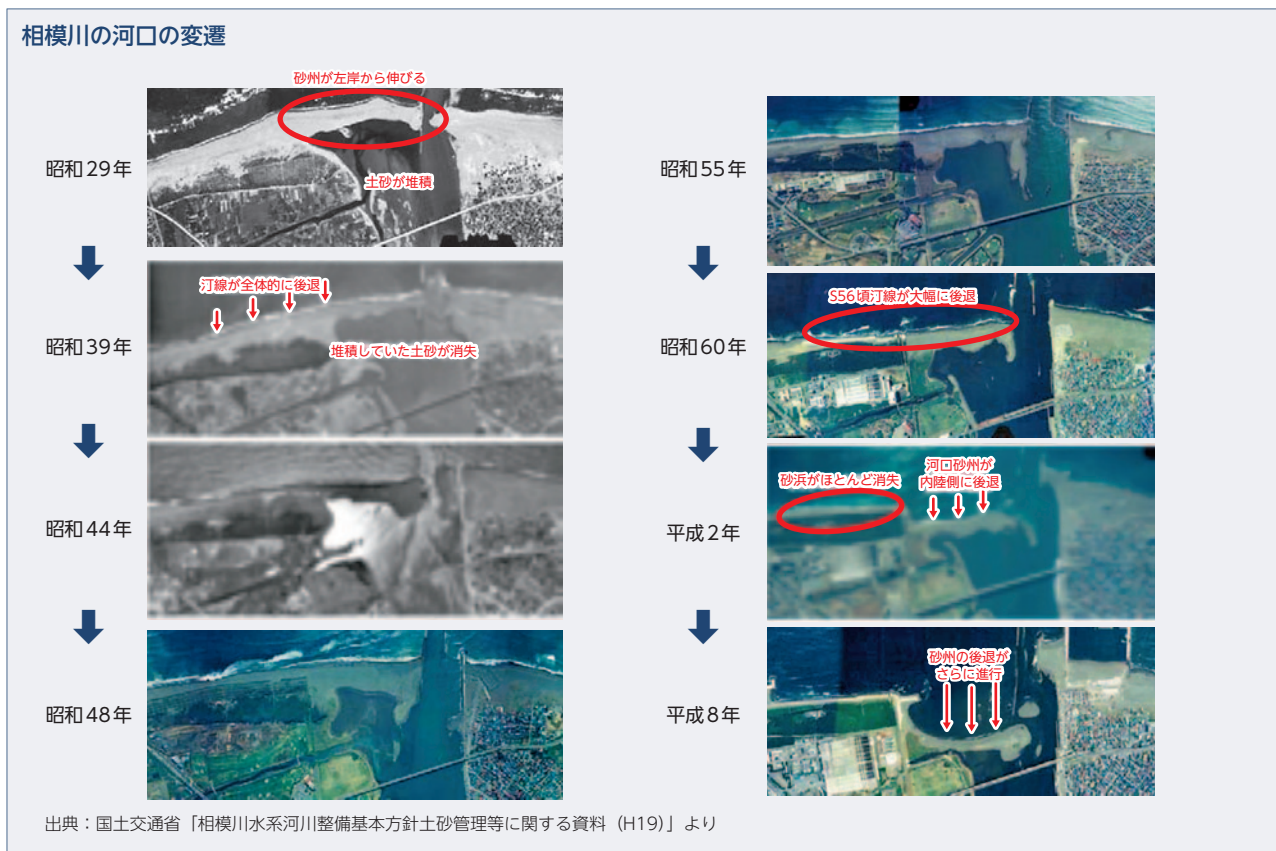 相模川の河口の変遷
昭和29年
砂州が左岸から伸びる
土砂が堆積
昭和39年
汀線が全体的に後退
堆積していた土砂が消失
昭和44年
昭和48年
昭和55年
昭和60年
S56頃汀線が大幅に後退
平成2年
砂浜がほとんど消失
河口砂州が
内陸側に後退
平成8年
砂州の後退が
さらに進行
出典：国土交通省「相模川水系河川整備基本方針土砂管理等に関する資料（H19）」より